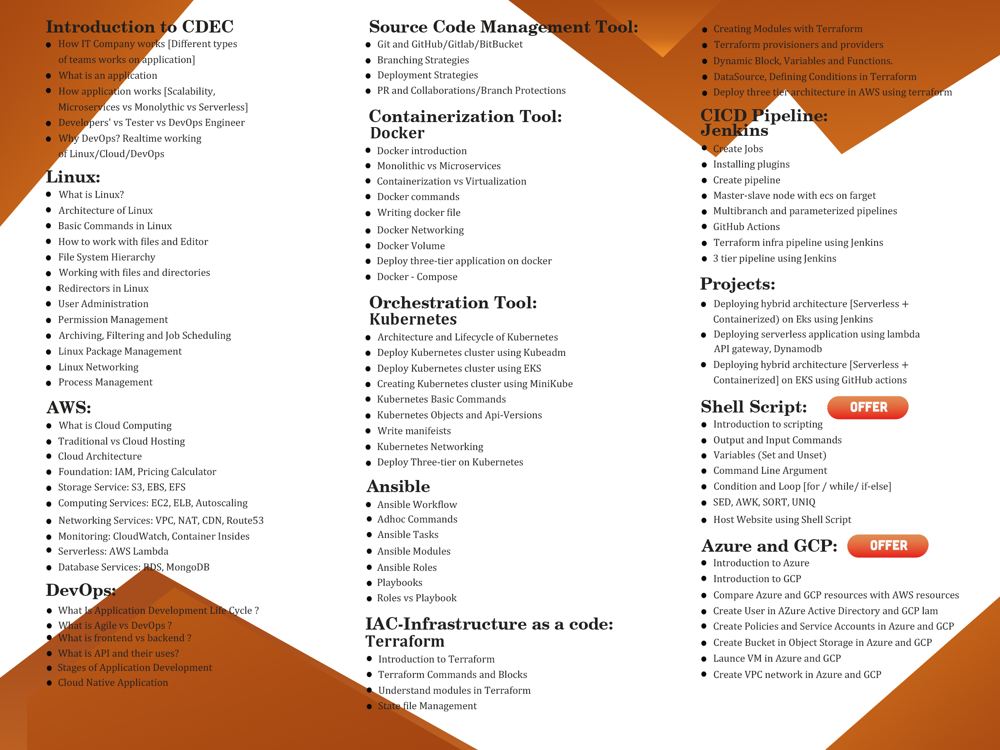 Introduction to CDEC
How IT Company works [Different types
of teams works on application]
What is an application
How application works [Scalability,
Microservices vs Monolythic vs Serverless]
Developers' vs Tester vs DevOps Engineer
Why DevOps? Realtime working
of Linux/Cloud/DevOps
Linux:
What is Linux?
Architecture of Linux
Basic Commands in Linux
How to work with files and Editor
File System Hierarchy
Working with files and directories
Redirectors in Linux
User Administration
Permission Management
Archiving, Filtering and Job Scheduling
Linux Package Management
Linux Networking
Process Management
AWS:
What is Cloud Computing
Traditional vs Cloud Hosting
Cloud Architecture
Foundation: IAM, Pricing Calculator
Storage Service: S3, EBS, EFS
Computing Services: EC2, ELB, Autoscaling
Networking Services: VPC, NAT, CDN, Route53
Monitoring: CloudWatch, Container Insides
Serverless: AWS Lambda
Database Services: RDS, MongoDB
DevOps:
What Is Application Development Life Cycle ?
What is Agile vs DevOps ?
What is frontend vs backend ?
What is API and their uses?
Stages of Application Development
Cloud Native Application
Source Code Management Tool:
Git and GitHub/Gitlab/BitBucket
Branching Strategies
Deployment Strategies
PR and Collaborations/Branch Protections
Containerization Tool:
Docker
Docker introduction
Monolithic vs Microservices
Containerization vs Virtualization
Docker commands
Writing docker file
Docker Networking
Docker Volume
Deploy three-tier application on docker
Docker - Compose
Orchestration Tool:
Kubernetes
Architecture and Lifecycle of Kubernetes
Deploy Kubernetes cluster using Kubeadm
Deploy Kubernetes cluster using EKS
Creating Kubernetes cluster using MiniKube
Kubernetes Basic Commands
Kubernetes Objects and Api-Versions
Write manifeists
Kubernetes Networking
Deploy Three-tier on Kubernetes
Ansible
Ansible Workflow
Adhoc Commands
Ansible Tasks
Ansible Modules
Ansible Roles
Playbooks
Roles vs Playbook
IAC-Infrastructure as a code:
Terraform
Introduction to Terraform
Terraform Commands and Blocks
Understand modules in Terraform
State file Management
Creating Modules with Terraform
Terraform provisioners and providers
Dynamic Block, Variables and Functions.
DataSource, Defining Conditions in Terraform
Deploy three tier architecture in AWS using terraform
CICD Pipeline:
Jenkins
Create Jobs
Installing plugins
Create pipeline
Master-slave node with ecs on farget
Multibranch and parameterized pipelines
GitHub Actions
Terraform infra pipeline using Jenkins
3 tier pipeline using Jenkins
Projects:
Deploying hybrid architecture [Serverless +
Containerized) on Eks using Jenkins
Deploying serverless application using lambda
API gateway, Dynamodb
Deploying hybrid architecture [Serverless +
Containerized] on EKS using GitHub actions
Shell Script: OFFER
Introduction to scripting
Output and Input Commands
Variables (Set and Unset)
Command Line Argument
Condition and Loop [for / while/ if-else]
SED, AWK, SORT, UNIQ
Host Website using Shell Script
Azure and GCP: OFFER
Introduction to Azure
Introduction to GCP
Compare Azure and GCP resources with AWS resources
Create User in AZure Active Directory and GCP lam
Create Policies and Service Accounts in Azure and GCP
Create Bucket in Object Storage in Azure and GCP
Launce VM in Azure and GCP
Create VPC network in Azure and GCP